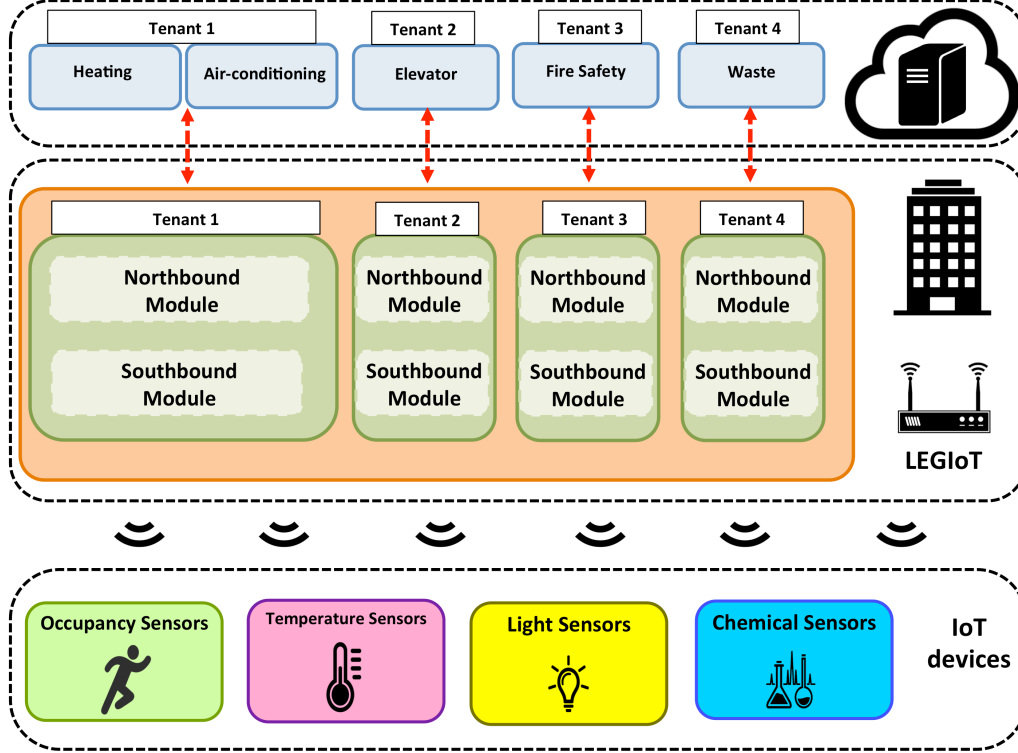 Tenant 1
Tenant 2
Tenant 3
Tenant 4
Heating
Air-conditioning
Elevator
Fire Safety
Waste
Tenant 1
Tenant 2
Tenant 3
Tenant 4
Northbound
Module
Northbound
Module
Northbound
Module
Northbound
Module
Southbound
Module
Southbound
Module
Southbound
Module
Southbound
Module
LEGIoT
Occupancy Sensors
Temperature Sensors
Light Sensors
Chemical Sensors
IoT
devices